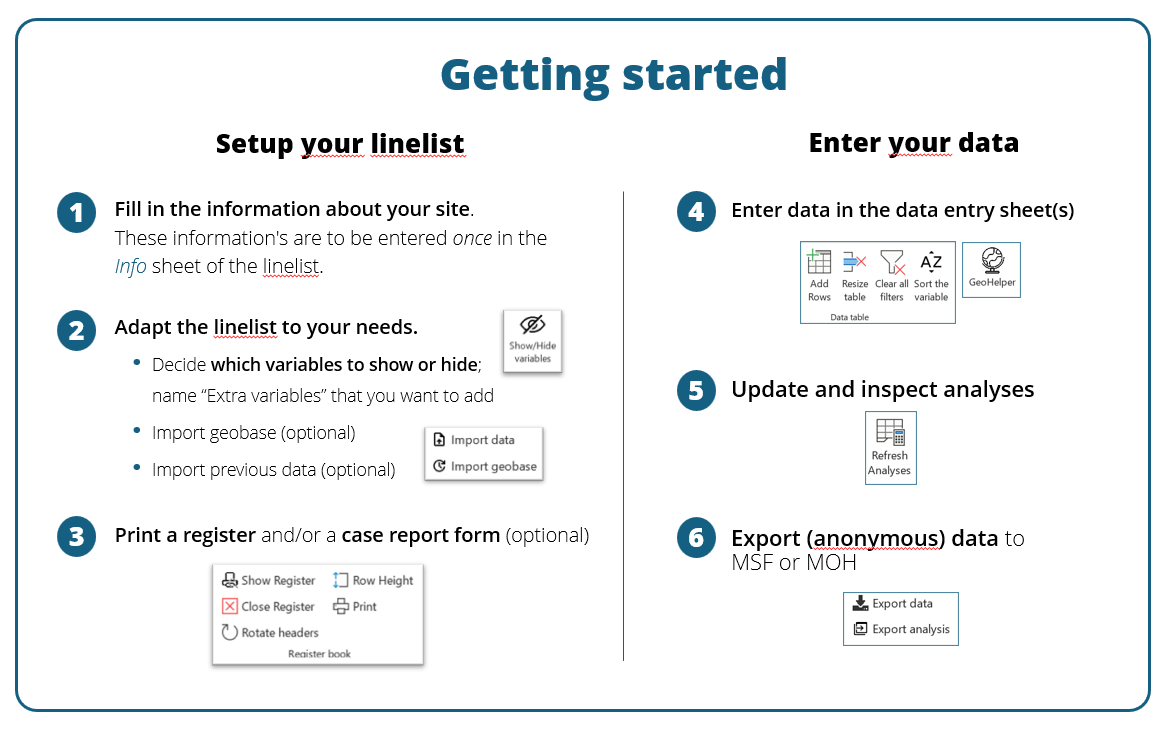 Getting started
Setup your linelist
1
Fill in the information about your site.
These information's are to be entered once in the
Info sheet of the linelist.
2
Adapt the linelist to your needs.
Show/Hide
variables
• Decide which variables to show or hide;
name “Extra variables” that you want to add
• Import geobase (optional)
• Import previous data (optional)
Import data
Import geobase
3
Print a register and/or a case report form (optional)
Show Register
Row Height
Close Register
Print
Rotate headers
Register book
Enter your data
4
Enter data in the data entry sheet(s)
Add
Rows
Resize
table
Clear all
filters
AZ
Sort the
variable
Data table
GeoHelper
5
Update and inspect analyses
Refresh
Analyses
6
Export (anonymous) data to
MSF or MOH
Export data
Export analysis